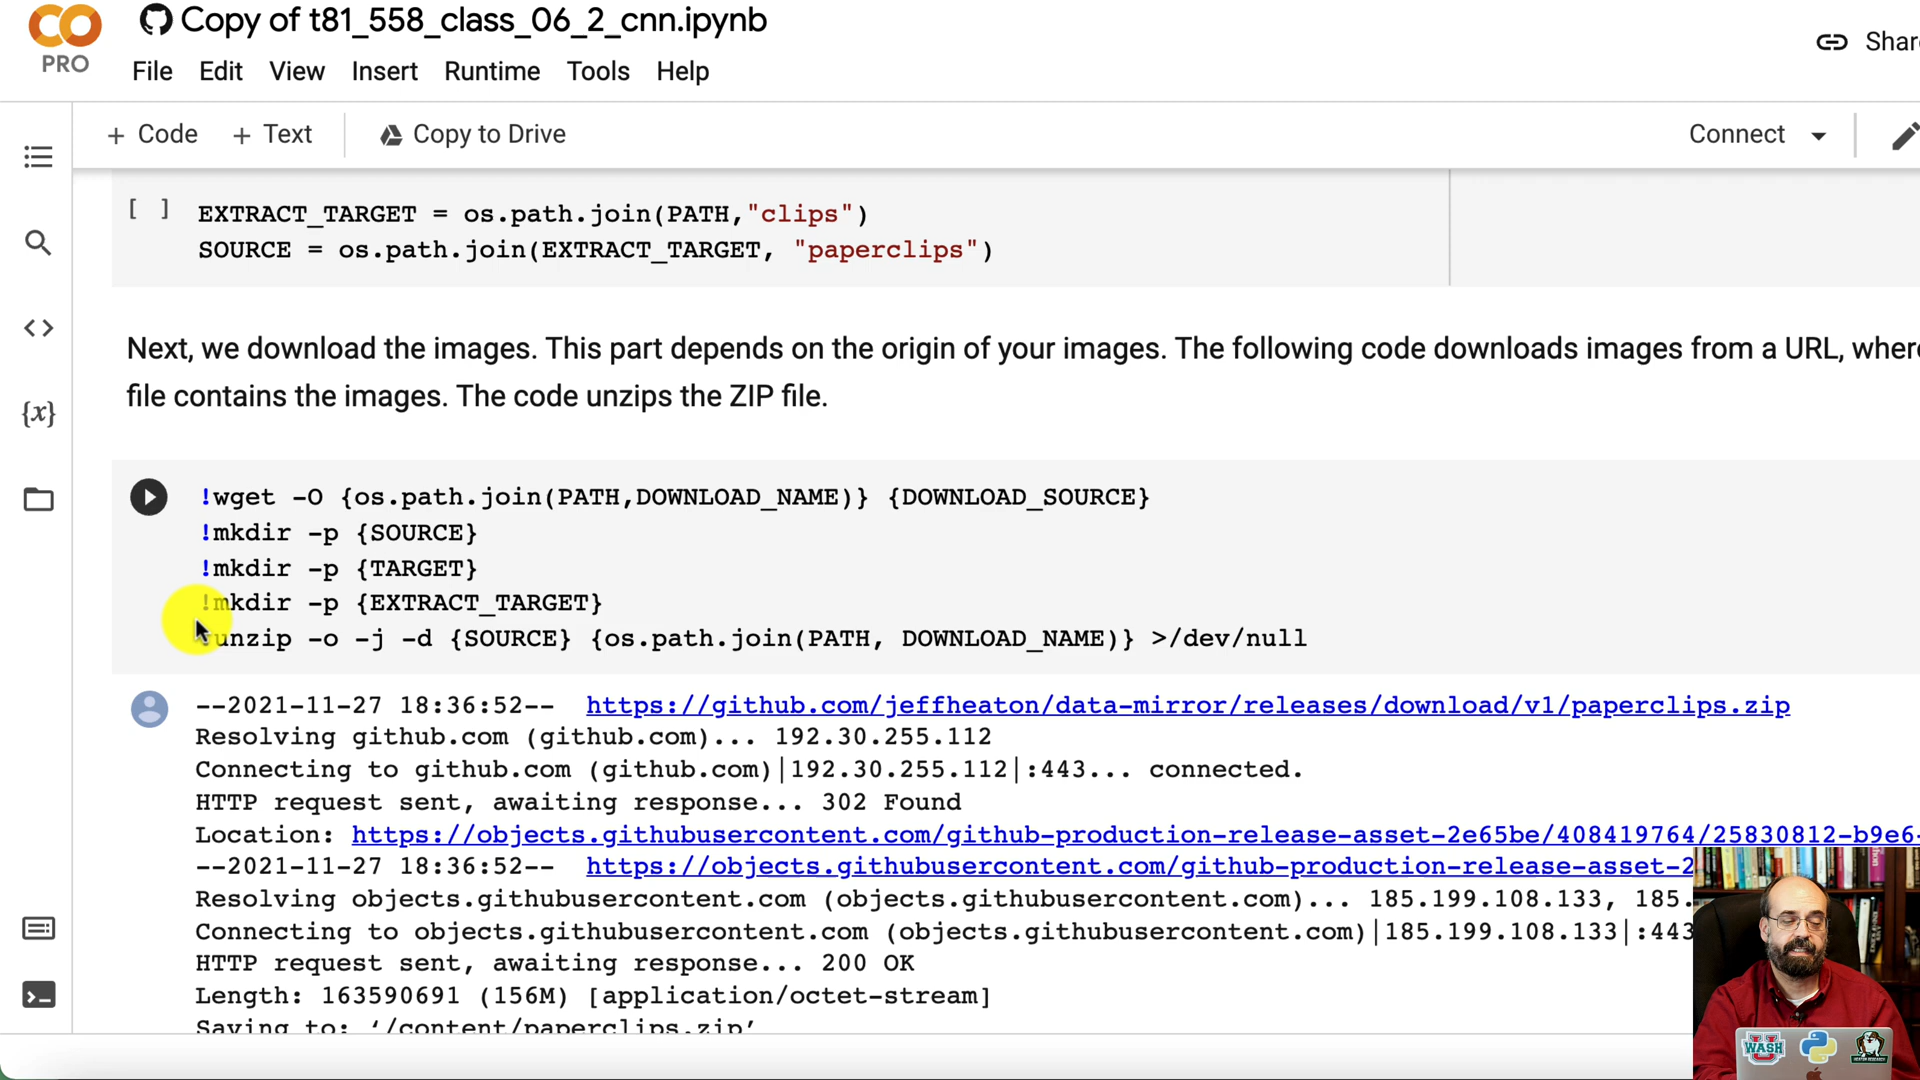 Copy of t81_558_class_06_2_cnn.ipynb
PRO
File Edit View Insert Runtime Tools Help
+ Code + Text Copy to Drive
Connect
[ ] EXTRACT_TARGET = os.path.join(PATH,"clips")
SOURCE = os.path.join(EXTRACT_TARGET, "paperclips")
Next, we download the images. This part depends on the origin of your images. The following code downloads images from a URL,
file contains the images. The code unzips the ZIP file.
!wget -O {os.path.join(PATH,DOWNLOAD_NAME)} {DOWNLOAD_SOURCE}
!mkdir -p {SOURCE}
!mkdir -p {TARGET}
!mkdir -p {EXTRACT_TARGET}
unzip -o -j -d {SOURCE} {os.path.join(PATH, DOWNLOAD_NAME)} >/dev/null
--2021-11-27 18:36:52-- https://github.com/jeffheaton/data-mirror/releases/download/v1/paperclips.zip
Resolving github.com (github.com)... 192.30.255.112
Connecting to github.com (github.com)|192.30.255.112|:443... connected.
HTTP request sent, awaiting response... 302 Found
Location: https://objects.githubusercontent.com/github-production-release-asset-2e65be/408419764/25830812-b9e6-
--2021-11-27 18:36:52-- https://objects.githubusercontent.com/github-production-release-asset-2
Resolving objects.githubusercontent.com (objects.githubusercontent.com)... 185.199.108.133, 185.
Connecting to objects.githubusercontent.com (objects.githubusercontent.com)|185.199.108.133|:443
HTTP request sent, awaiting response... 200 OK
Length: 163590691 (156M) [application/octet-stream]
Saving to: ‘/content/paperclips.zip’
WASH